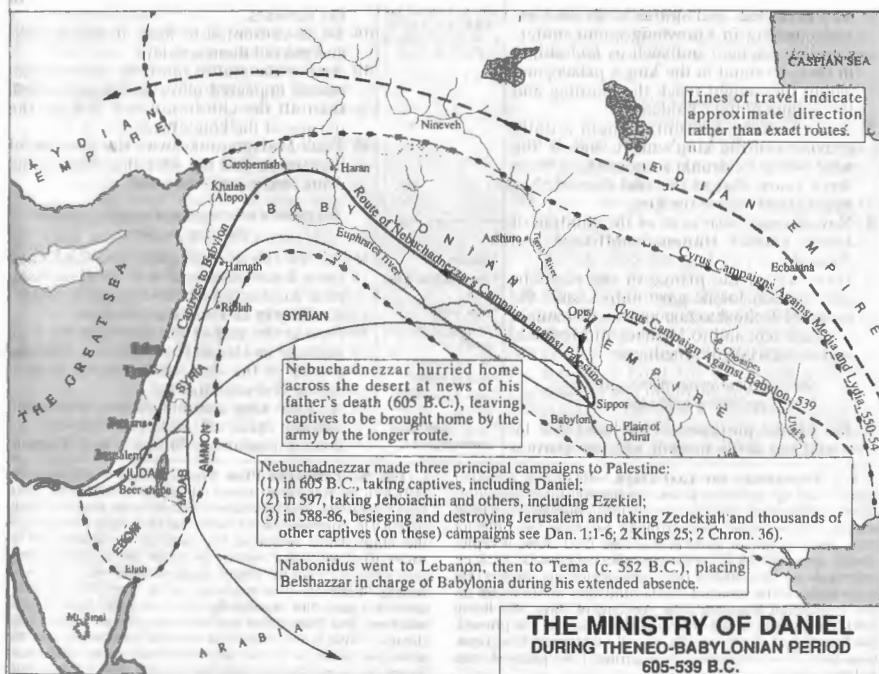 CASPIAN SEA
Lines of travel indicate
approximate direction
rather than exact routes.
LYDIAN
EMPIRE
MEDIAN EMPIRE
Nineveh
Carchemish
Haran
Khalab
(Alepo)
BABYLONIAN
EMPIRE
Route of Nebuchadnezzar's Campaign against Palestine
Captives to Babylon
Euphrates river
Asshuro
Tigris River
Ecbatana
Cyrus Campaigns Against Media and Lydia, 550-54
Hamath
Riblah
SYRIAN
SYRIA
THE GREAT SEA
Opis
Cyrus Campaign Against Babylon, 539
Choaspes
Sippor
Babylon
Plain of
Dura
Nebuchadnezzar hurried home
across the desert at news of his
father's death (605 B.C.), leaving
captives to be brought home by the
army by the longer route.
Jerusalem
JUDAH
Beer-sheba
AMMON
MOAB
EDOM
Elath
Mt. Sinai
ARABIA
Nebuchadnezzar made three principal campaigns to Palestine:
(1) in 605 B.C., taking captives, including Daniel;
(2) in 597, taking Jehoiachin and others, including Ezekiel;
(3) in 588-86, besieging and destroying Jerusalem and taking Zedekiah and thousands of
other captives (on these) campaigns see Dan. 1:1-6; 2 Kings 25; 2 Chron. 36).
Nabonidus went to Lebanon, then to Tema (c. 552 B.C.), placing
Belshazzar in charge of Babylonia during his extended absence.
THE MINISTRY OF DANIEL
DURING THENEO-BABYLONIAN PERIOD
605-539 B.C.